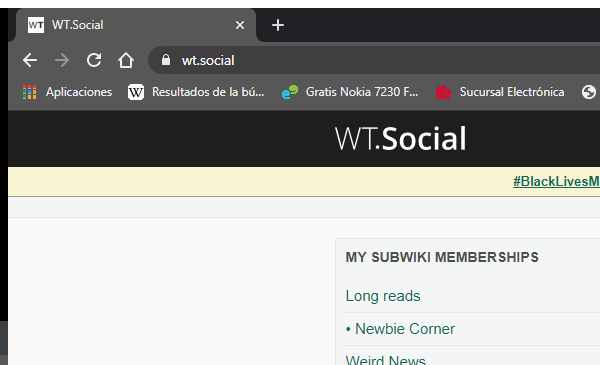 WT WT.Social
wt.social
Aplicaciones W Resultados de la bú... Gratis Nokia 7230 F... Sucursal Electrónica
WT.Social
#BlackLivesM
MY SUBWIKI MEMBERSHIPS
Long reads
• Newbie Corner
Weird News